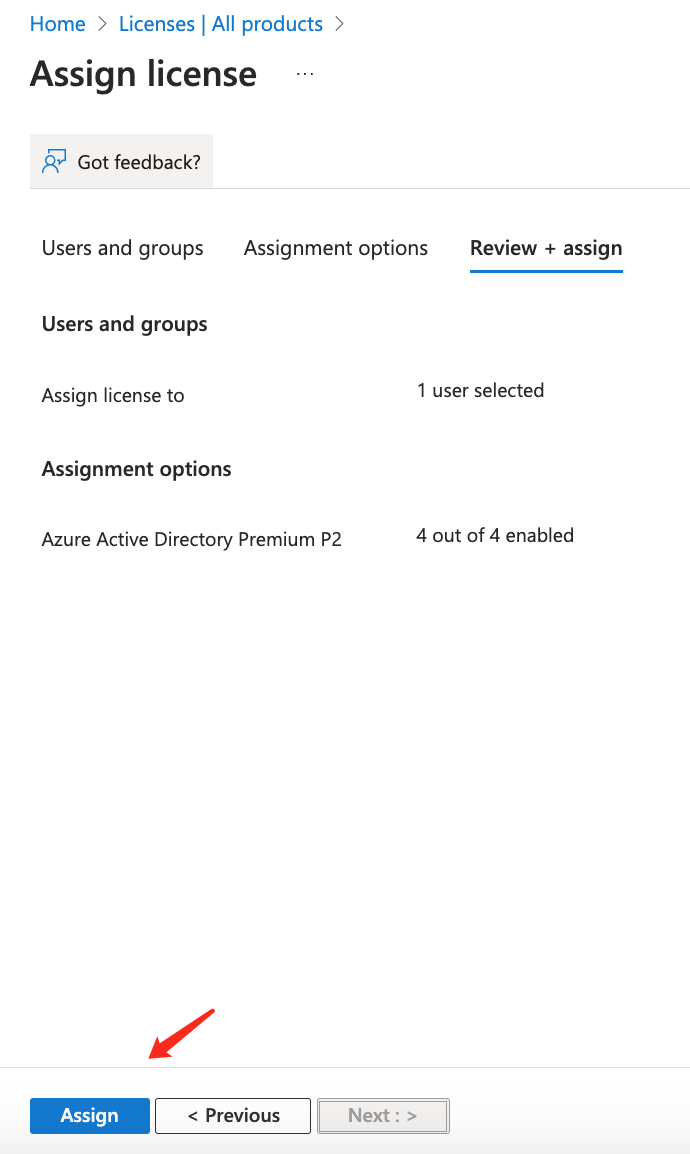 Home > Licenses | All products >
Assign license ...
Got feedback?
Users and groups Assignment options Review + assign
Users and groups
Assign license to 1 user selected
Assignment options
Azure Active Directory Premium P2 4 out of 4 enabled
Assign < Previous Next : >